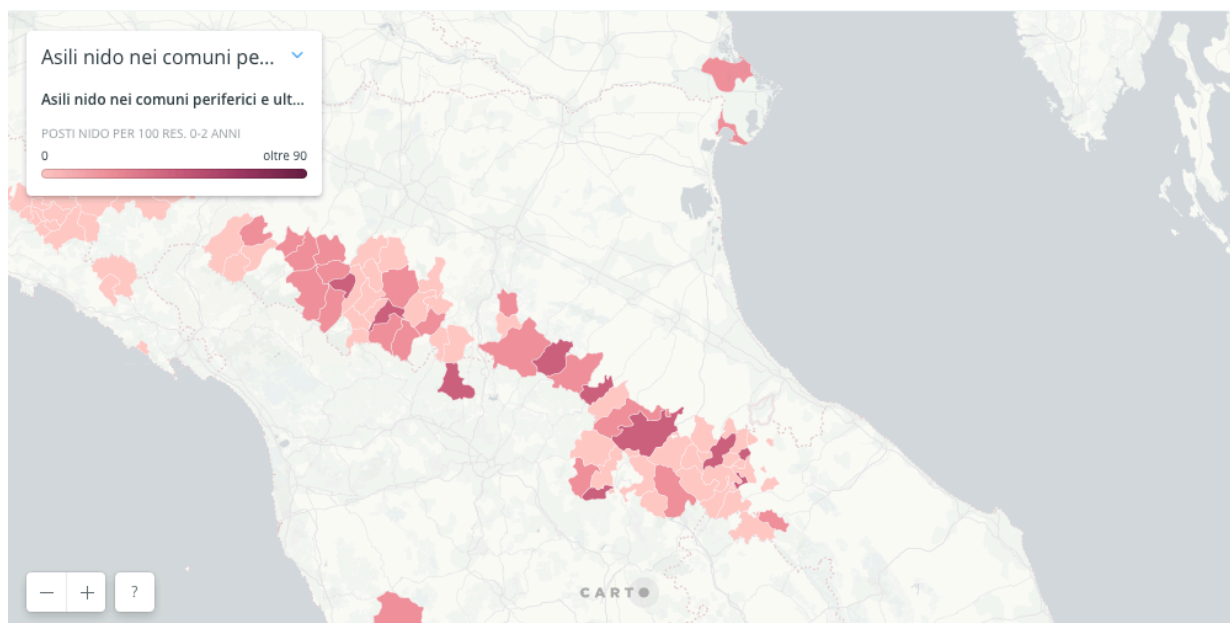 Asili nido nei comuni pe...
Asili nido nei comuni periferici e ult...
POSTI NIDO PER 100 RES. 0-2 ANNI
0 oltre 90
− + ?
CARTO